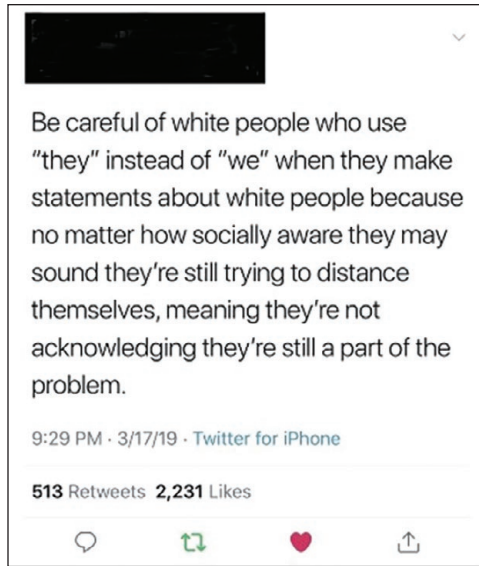 Be careful of white people who use
"they" instead of "we" when they make
statements about white people because
no matter how socially aware they may
sound they're still trying to distance
themselves, meaning they're not
acknowledging they're still a part of the
problem.
9:29 PM · 3/17/19 · Twitter for iPhone
513 Retweets 2,231 Likes